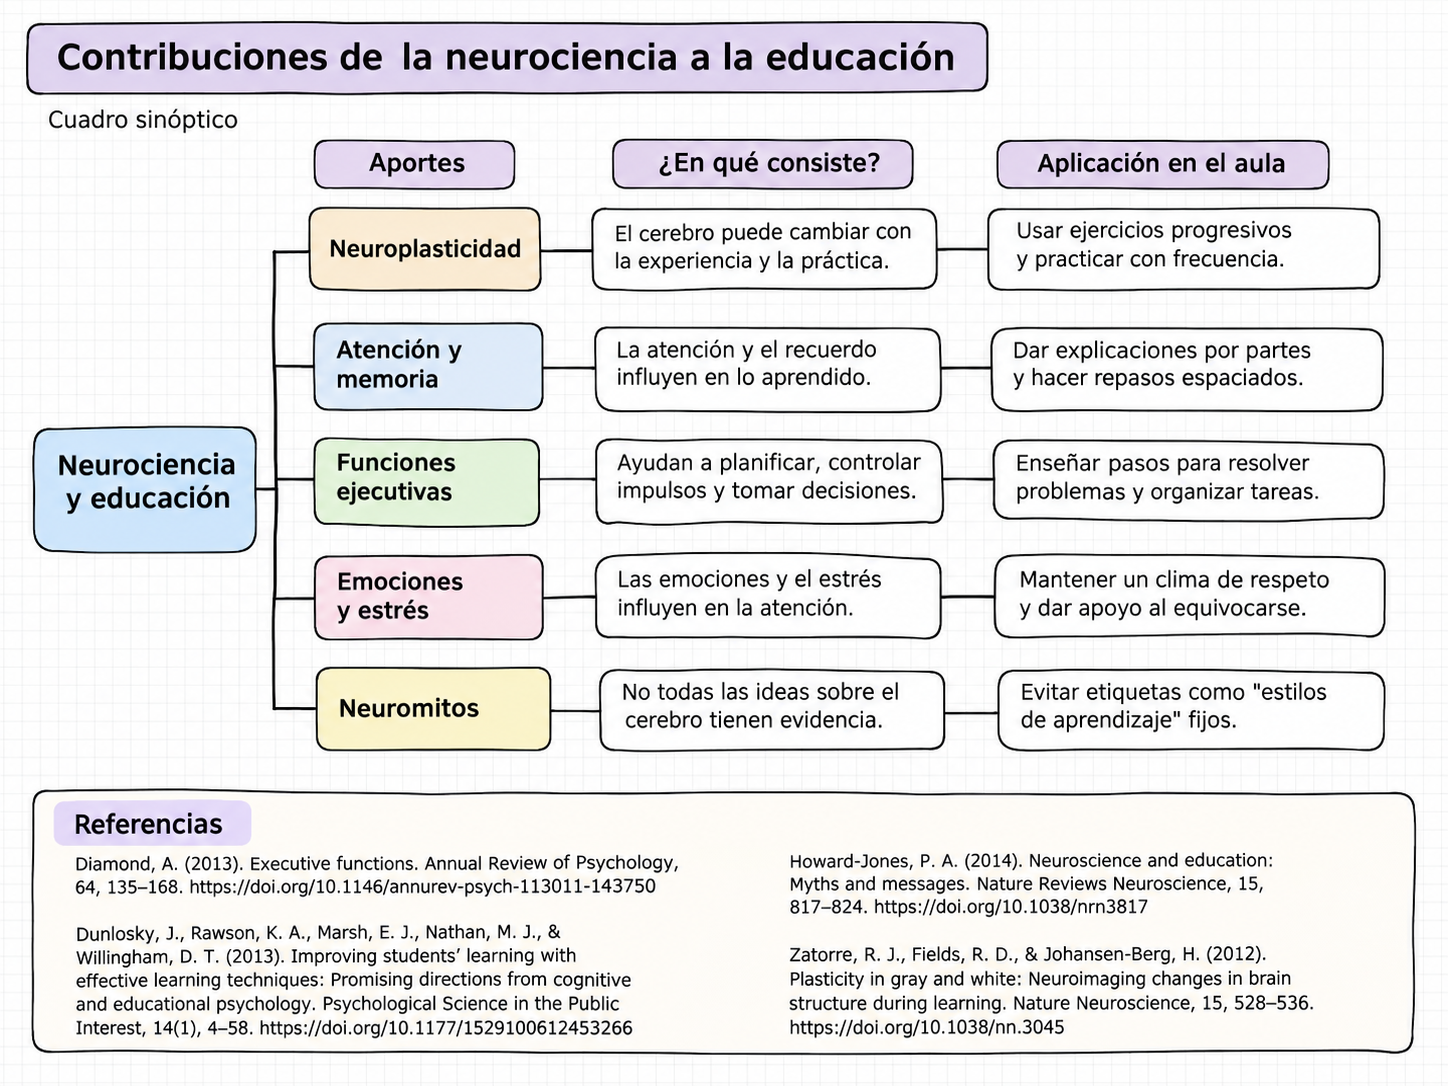 Contribuciones de la neurociencia a la educación
Cuadro sinóptico
Aportes
¿En qué consiste?
Aplicación en el aula
Neurociencia
y educación
Neuroplasticidad
El cerebro puede cambiar con
la experiencia y la práctica.
Usar ejercicios progresivos
y practicar con frecuencia.
Atención y
memoria
La atención y el recuerdo
influyen en lo aprendido.
Dar explicaciones por partes
y hacer repasos espaciados.
Funciones
ejecutivas
Ayudan a planificar, controlar
impulsos y tomar decisiones.
Enseñar pasos para resolver
problemas y organizar tareas.
Emociones
y estrés
Las emociones y el estrés
influyen en la atención.
Mantener un clima de respeto
y dar apoyo al equivocarse.
Neuromitos
No todas las ideas sobre el
cerebro tienen evidencia.
Evitar etiquetas como "estilos
de aprendizaje" fijos.
Referencias
Diamond, A. (2013). Executive functions. Annual Review of Psychology,
64, 135–168. https://doi.org/10.1146/annurev-psych-113011-143750
Dunlosky, J., Rawson, K. A., Marsh, E. J., Nathan, M. J., &
Willingham, D. T. (2013). Improving students’ learning with
effective learning techniques: Promising directions from cognitive
and educational psychology. Psychological Science in the Public
Interest, 14(1), 4–58. https://doi.org/10.1177/1529100612453266
Howard-Jones, P. A. (2014). Neuroscience and education:
Myths and messages. Nature Reviews Neuroscience, 15,
817–824. https://doi.org/10.1038/nrn3817
Zatorre, R. J., Fields, R. D., & Johansen-Berg, H. (2012).
Plasticity in gray and white: Neuroimaging changes in brain
structure during learning. Nature Neuroscience, 15, 528–536.
https://doi.org/10.1038/nn.3045